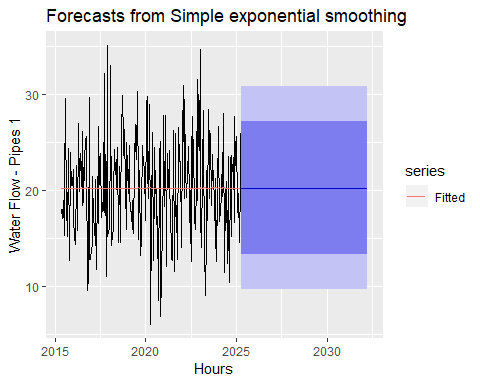 Forecasts from Simple exponential smoothing
Water Flow - Pipes 1
30
20
10
2015
2020
2025
2030
Hours
series
Fitted